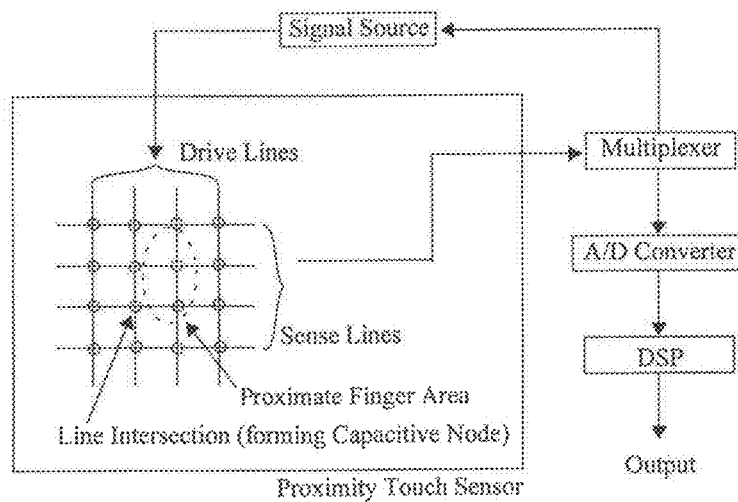 Signal Source
Drive Lines
Multiplexer
A/D Converter
Sense Lines
DSP
Proximate Finger Area
Line Intersection (forming Capacitive Node)
Output
Proximity Touch Sensor